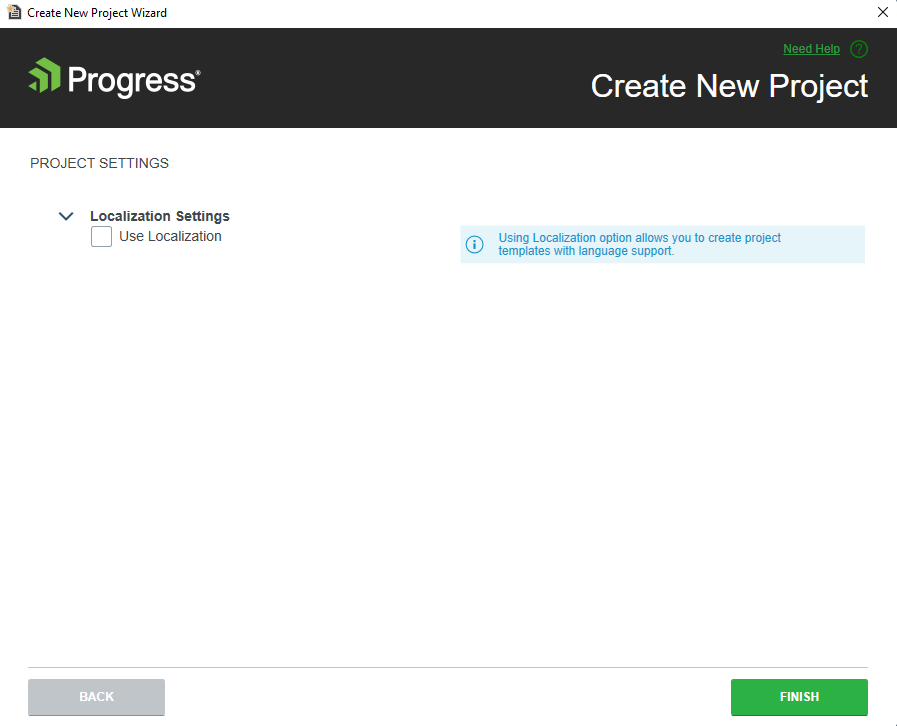 Create New Project Wizard
Need Help
Progress®
Create New Project
PROJECT SETTINGS
Localization Settings
Use Localization
Using Localization option allows you to create project
templates with language support.
BACK
FINISH